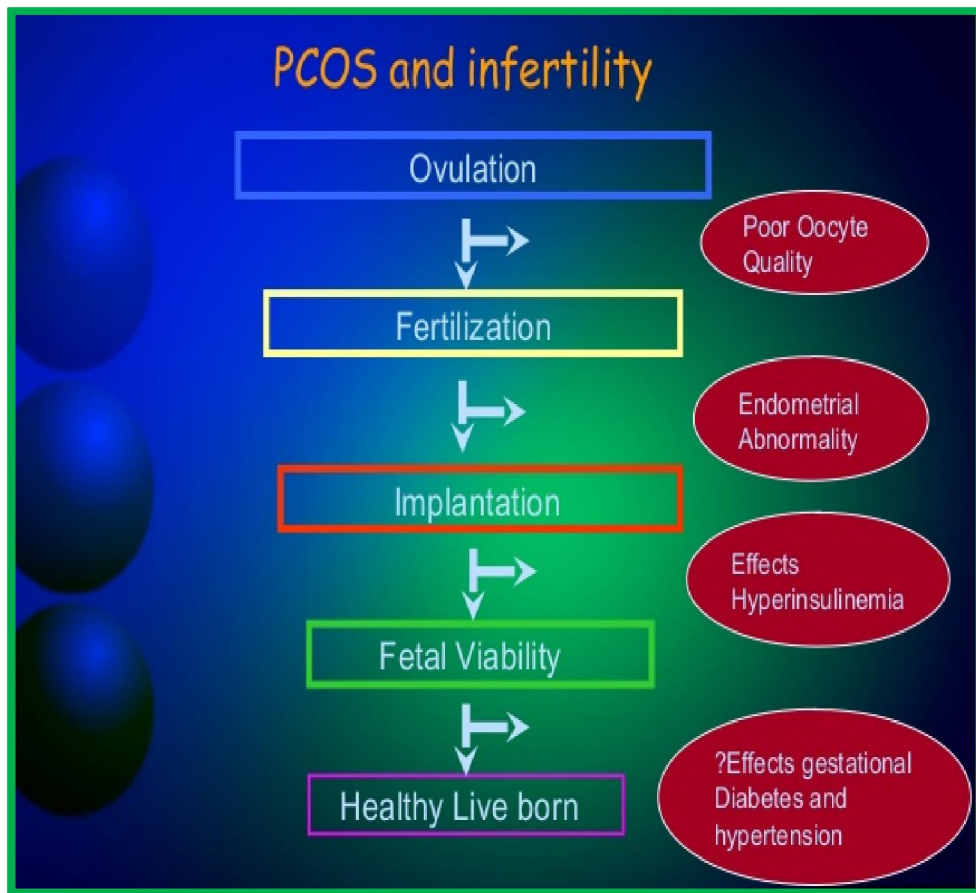 PCOS and infertility
Ovulation
Poor Oocyte
Quality
Fertilization
Endometrial
Abnormality
Implantation
Effects
Hyperinsulinemia
Fetal Viability
?Effects gestational
Diabetes and
hypertension
Healthy Live born